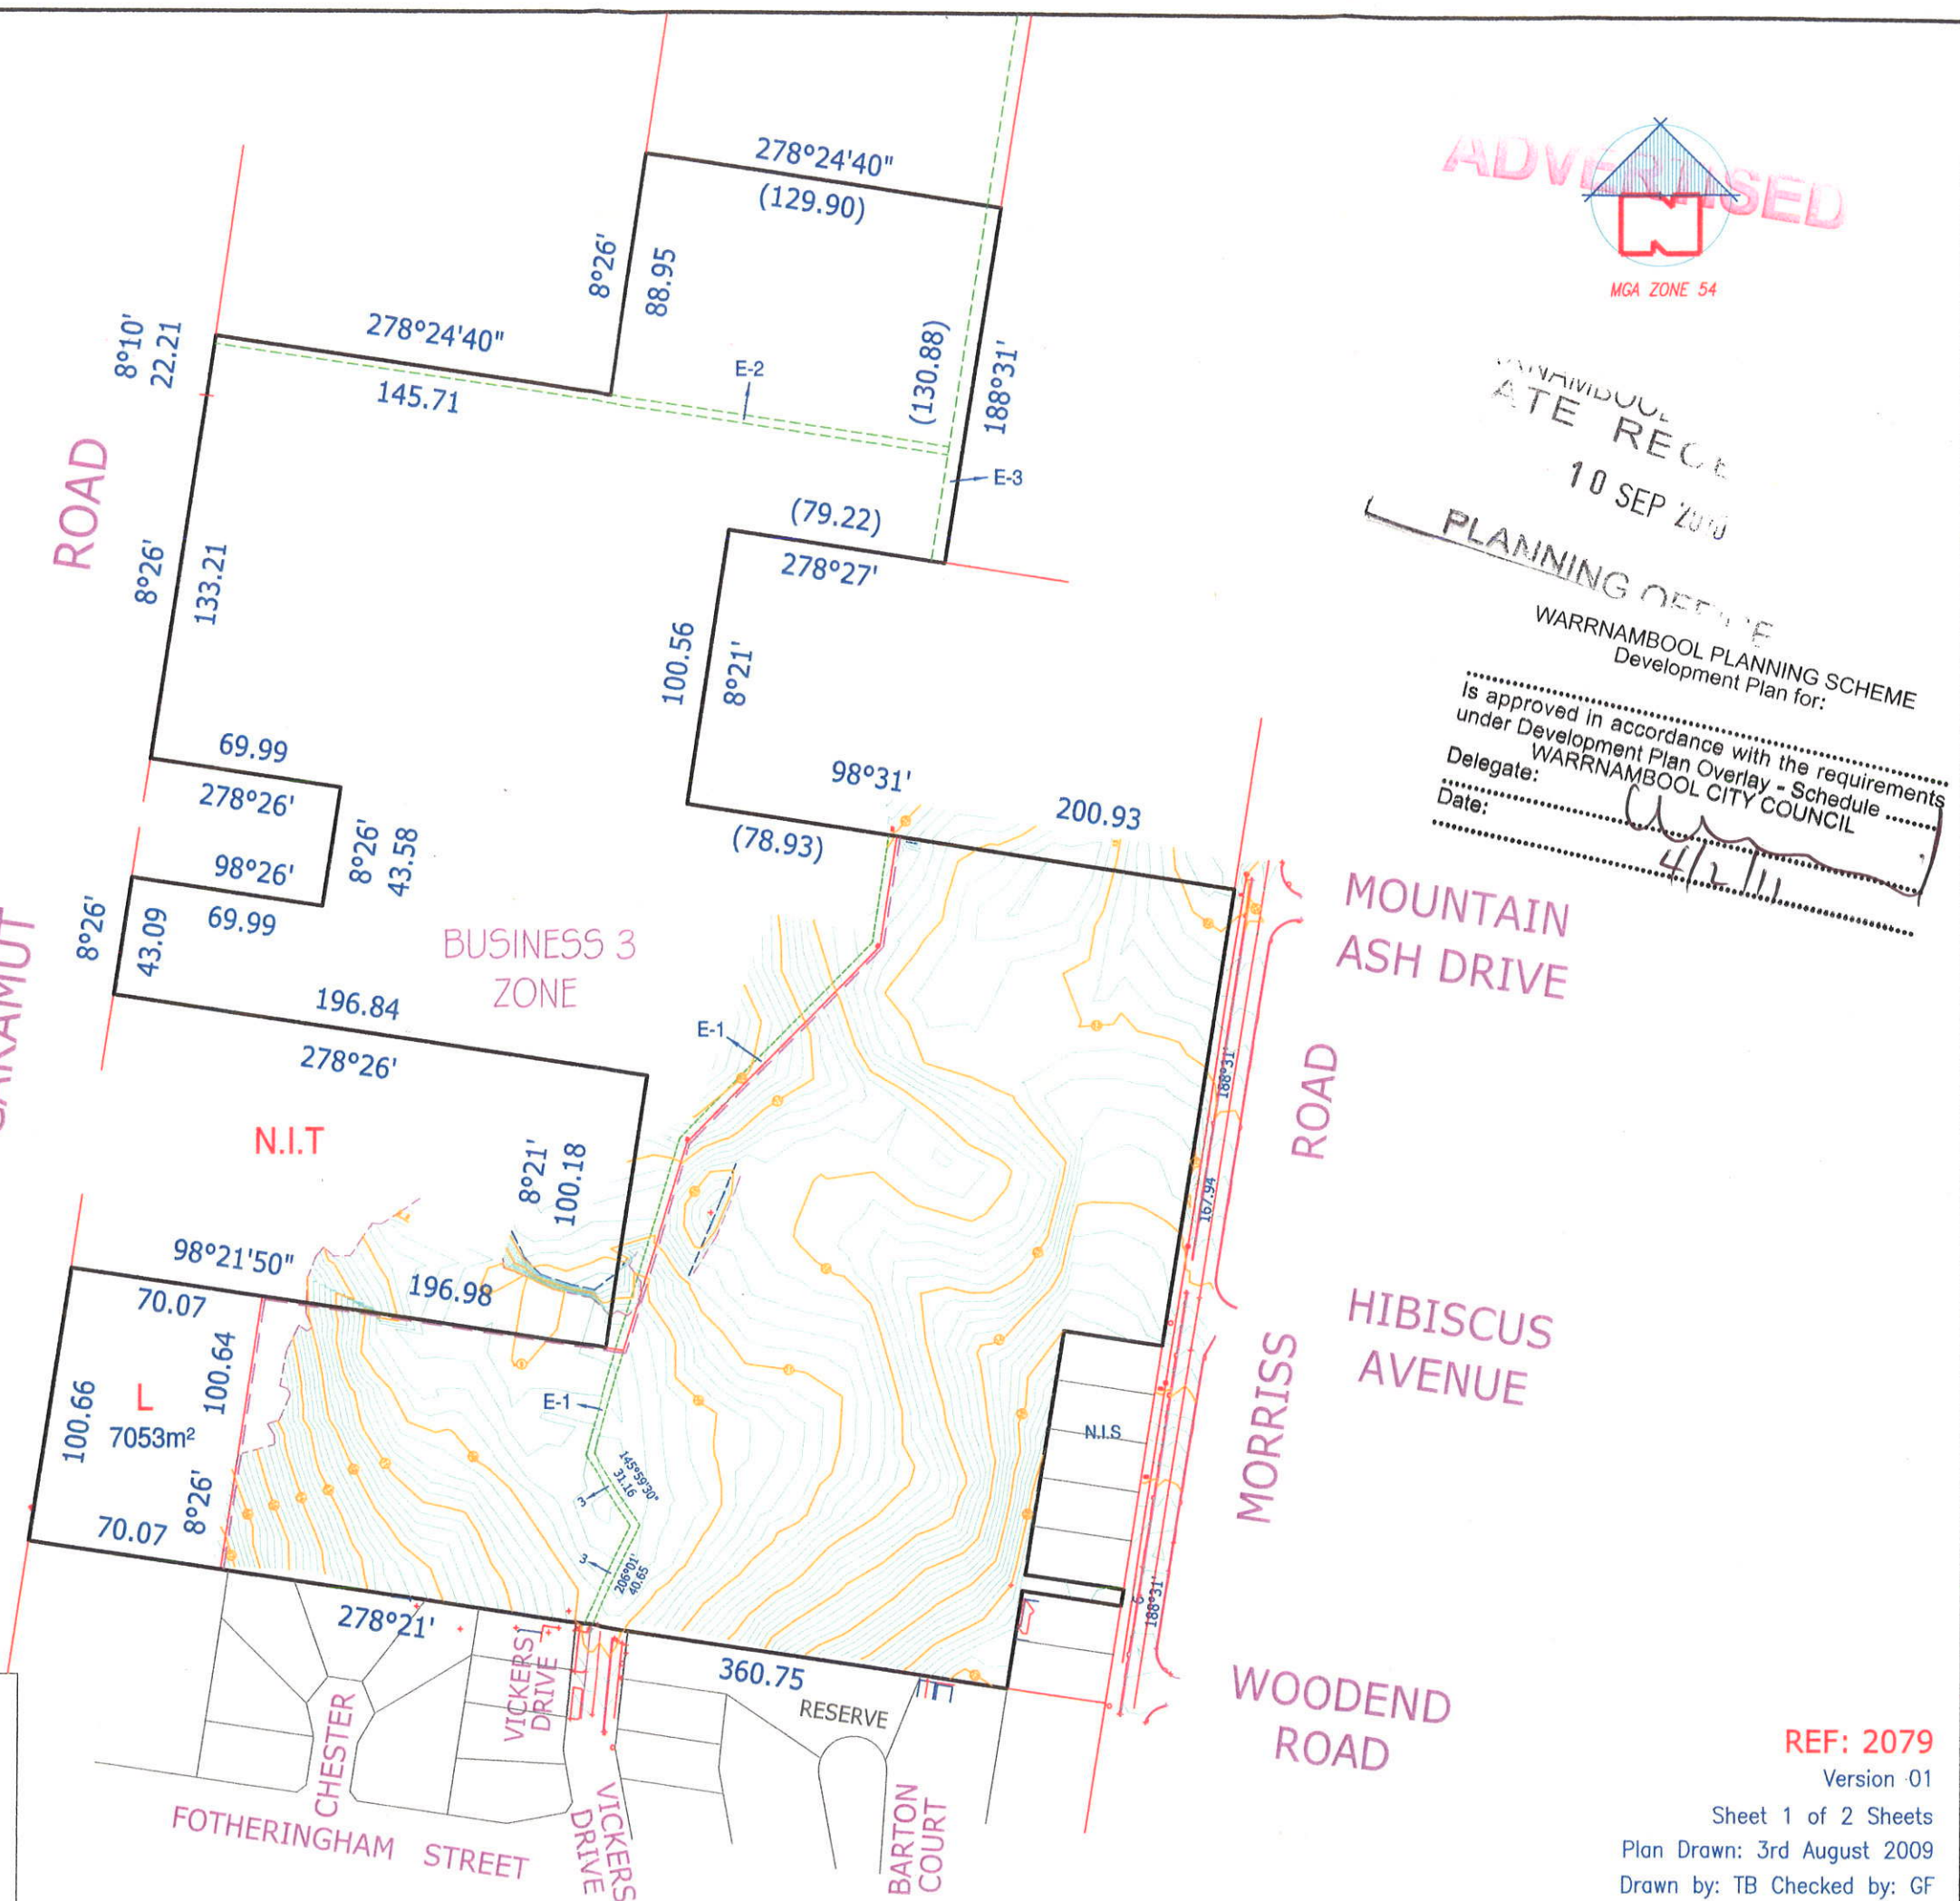 278°24'40"
(129.90)
8°26'
88.95
(130.88)
188°31'
8°10'
22.21
278°24'40"
145.71
E-2
E-3
ROAD
8°26'
133.21
(79.22)
278°27'
100.56
8°21'
69.99
278°26'
8°26'
43.58
98°26'
69.99
8°26'
43.09
98°31'
200.93
(78.93)
BUSINESS 3
ZONE
196.84
278°26'
N.I.T
8°21'
100.18
E-1
98°21'50"
196.98
70.07
100.64
100.66
L
7053m²
8°26'
70.07
E-1
145°59'30"
31.16
3
3
206°01'
40.65
278°21'
360.75
188°31'
167.94
N.I.S
6
188°31'
MOUNTAIN
ASH DRIVE
ROAD
MORRISS
HIBISCUS
AVENUE
WOODEND
ROAD
VICKERS
DRIVE
CHESTER
RESERVE
FOTHERINGHAM STREET
VICKERS
DRIVE
BARTON
COURT
ADVERTISED
N
MGA ZONE 54
10 SEP
PLANNING
WARRNAMBOOL PLANNING SCHEME
Development Plan for:
Is approved in accordance with the requirements
under Development Plan Overlay - Schedule
WARRNAMBOOL CITY COUNCIL
Delegate:
Date:
4/2/11
REF: 2079
Version 01
Sheet 1 of 2 Sheets
Plan Drawn: 3rd August 2009
Drawn by: TB Checked by: GF